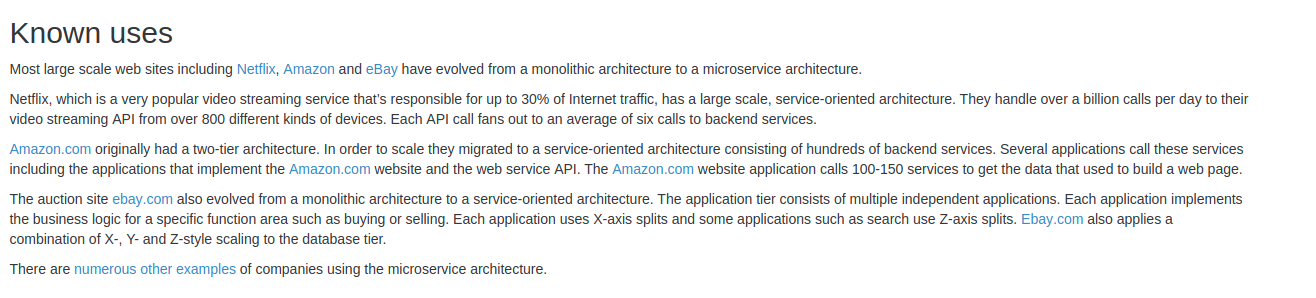 Known uses
Most large scale web sites including Netflix, Amazon and eBay have evolved from a monolithic architecture to a microservice architecture.
Netflix, which is a very popular video streaming service that’s responsible for up to 30% of Internet traffic, has a large scale, service-oriented architecture. They handle over a billion calls per day to their
video streaming API from over 800 different kinds of devices. Each API call fans out to an average of six calls to backend services.
Amazon.com originally had a two-tier architecture. In order to scale they migrated to a service-oriented architecture consisting of hundreds of backend services. Several applications call these services
including the applications that implement the Amazon.com website and the web service API. The Amazon.com website application calls 100-150 services to get the data that used to build a web page.
The auction site ebay.com also evolved from a monolithic architecture to a service-oriented architecture. The application tier consists of multiple independent applications. Each application implements
the business logic for a specific function area such as buying or selling. Each application uses X-axis splits and some applications such as search use Z-axis splits. Ebay.com also applies a
combination of X-, Y- and Z-style scaling to the database tier.
There are numerous other examples of companies using the microservice architecture.